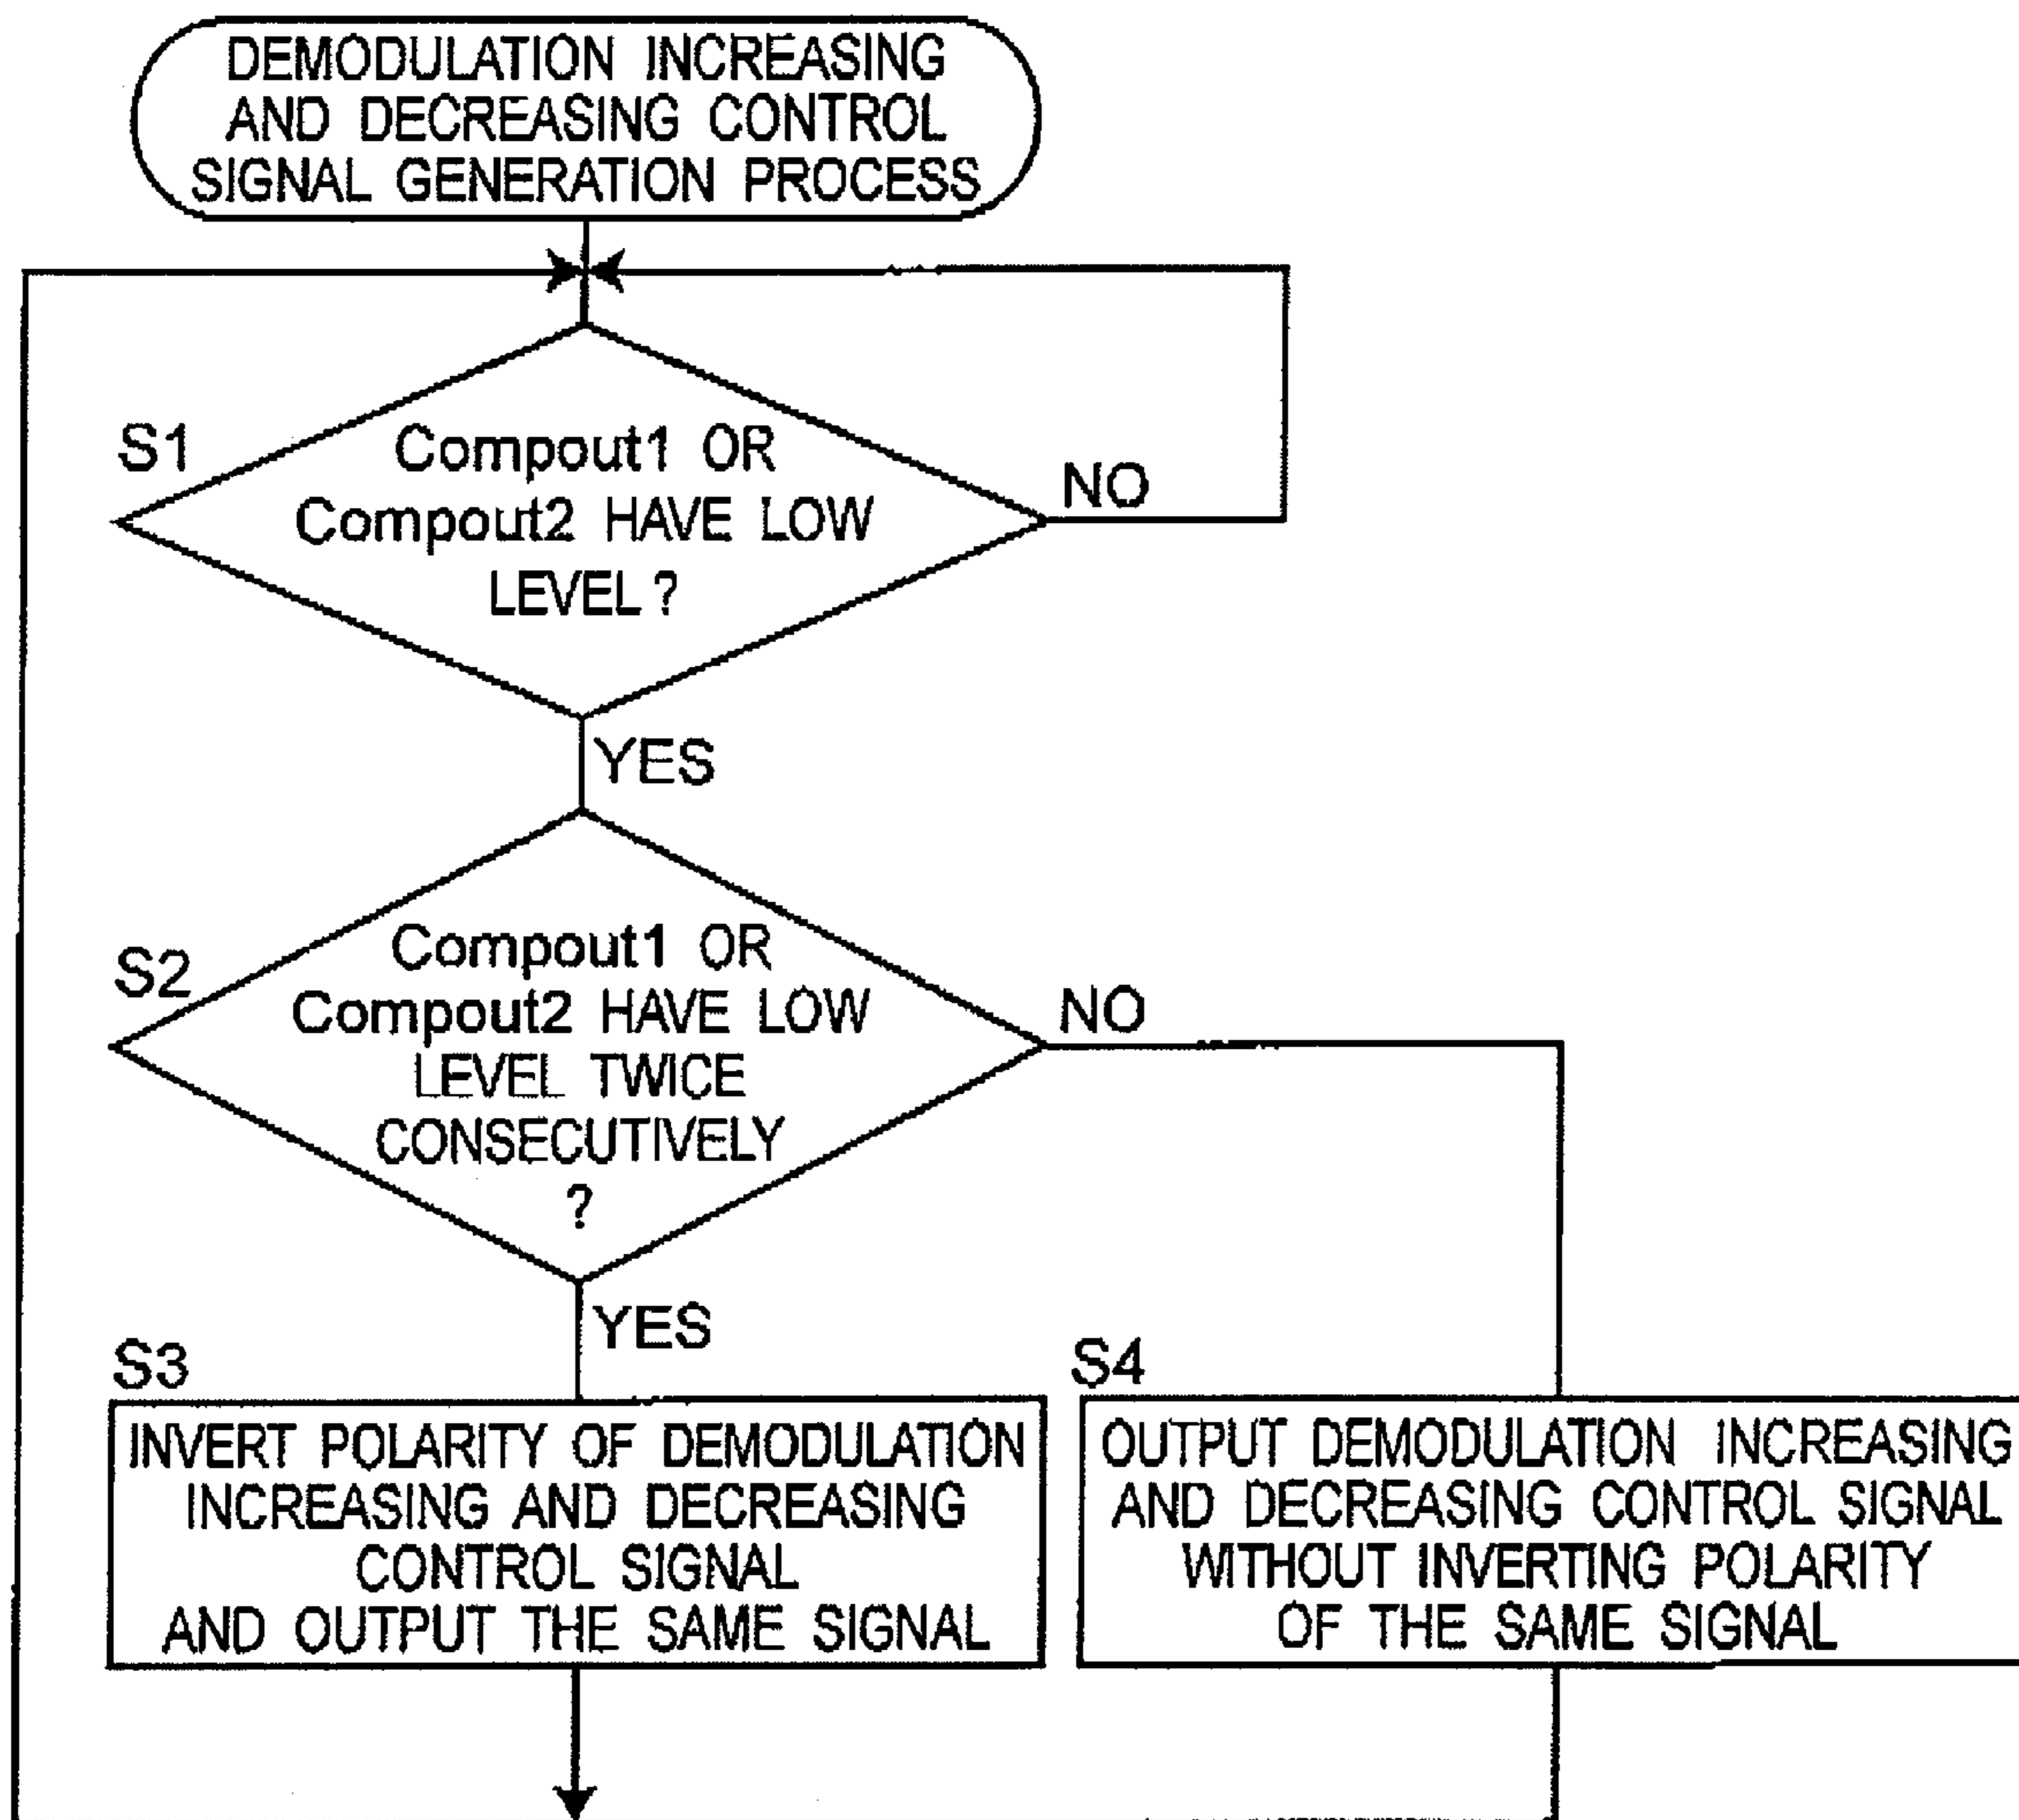 DEMODULATION INCREASING
AND DECREASING CONTROL
SIGNAL GENERATION PROCESS
S1
Compout1 OR
Compout2 HAVE LOW
LEVEL ?
NO
YES
S2
Compout1 OR
Compout2 HAVE LOW
LEVEL TWICE
CONSECUTIVELY
?
NO
YES
S3
INVERT POLARITY OF DEMODULATION
INCREASING AND DECREASING
CONTROL SIGNAL
AND OUTPUT THE SAME SIGNAL
S4
OUTPUT DEMODULATION INCREASING
AND DECREASING CONTROL SIGNAL
WITHOUT INVERTING POLARITY
OF THE SAME SIGNAL